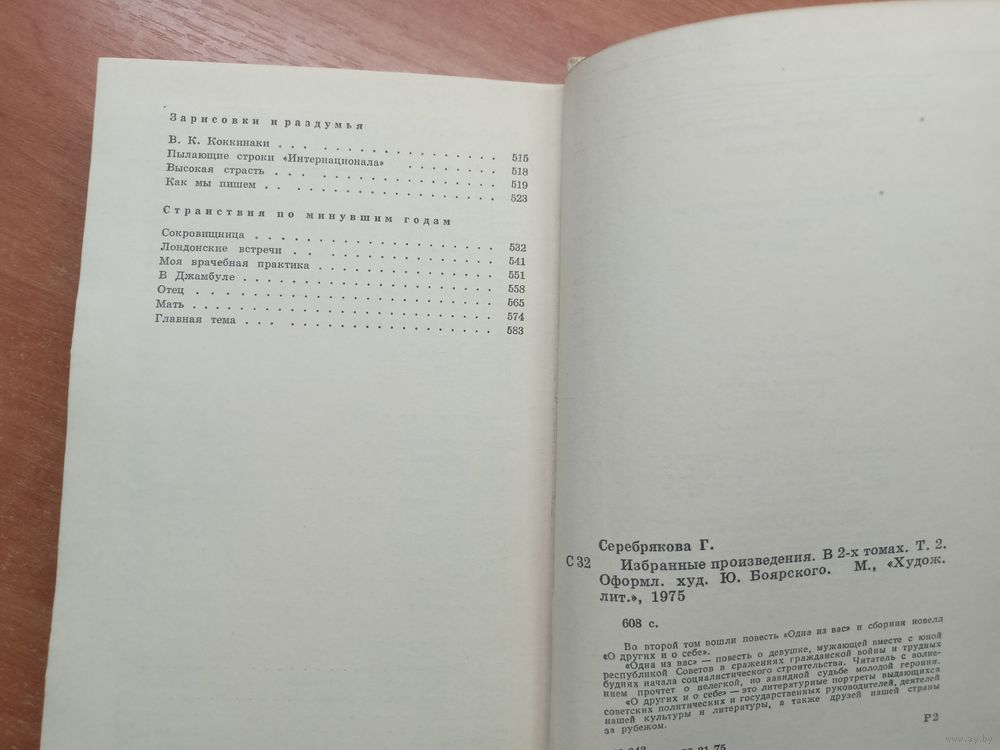 Зарисовки и раздумья
В. К. Коккинаки . . . . . . . . . . . . . . . . 515
Пылающие строки «Интернационала» . . . . . . . 518
Высокая страсть . . . . . . . . . . . . . . . . 519
Как мы пишем . . . . . . . . . . . . . . . . 523
Странствия по минувшим годам
Сокровищница . . . . . . . . . . . . . . . . . 532
Лондонские встречи . . . . . . . . . . . . . . 541
Моя врачебная практика . . . . . . . . . . . . . 551
В Джамбуле . . . . . . . . . . . . . . . . . . 558
Отец . . . . . . . . . . . . . . . . . . . . . 565
Мать . . . . . . . . . . . . . . . . . . . . . 574
Главная тема . . . . . . . . . . . . . . . . . 583
Серебрякова Г.
С 32 Избранные произведения. В 2-х томах. Т. 2.
Оформл. худ. Ю. Боярского. М., «Худож.
лит.», 1975
608 с.
Во второй том вошли повесть «Одна из вас» и сборник новелл
«О других и о себе».
«Одна из вас» — повесть о девушке, мужающей вместе с юной
республикой Советов в сражениях гражданской войны и трудных
буднях начала социалистического строительства. Читатель с волне-
нием прочтет о нелегкой, но завидной судьбе молодой героини.
«О других и о себе» — это литературные портреты выдающихся
советских политических и государственных руководителей, деятелей
нашей культуры и литературы, а также друзей нашей страны
за рубежом.
Р2
ay.by